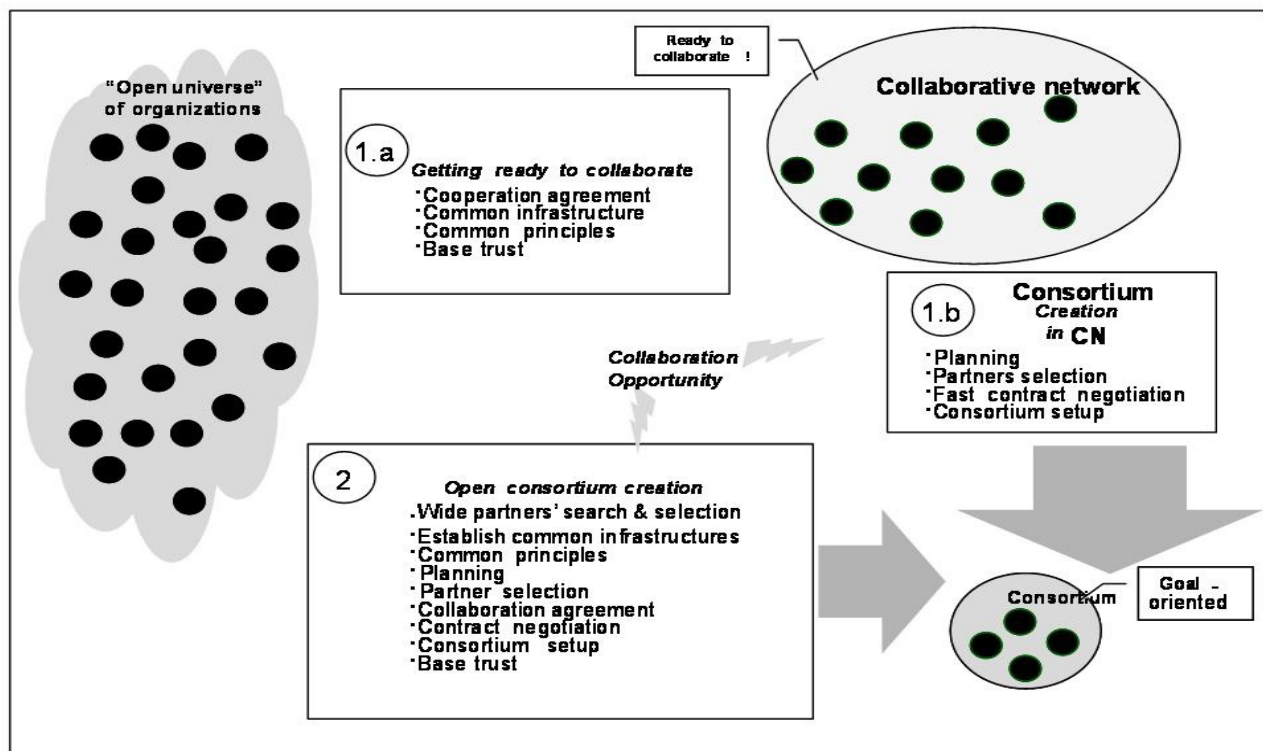 “Open universe”
of organizations
Ready to
collaborate !
Collaborative network
1.a
Getting ready to collaborate
·Cooperation agreement
·Common infrastructure
·Common principles
·Base trust
1.b
Consortium
Creation
in CN
·Planning
·Partners selection
·Fast contract negotiation
·Consortium setup
Collaboration
Opportunity
2
Open consortium creation
.Wide partners’ search & selection
·Establish common infrastructures
·Common principles
·Planning
·Partner selection
·Collaboration agreement
·Contract negotiation
·Consortium setup
·Base trust
Consortium
Goal -
oriented